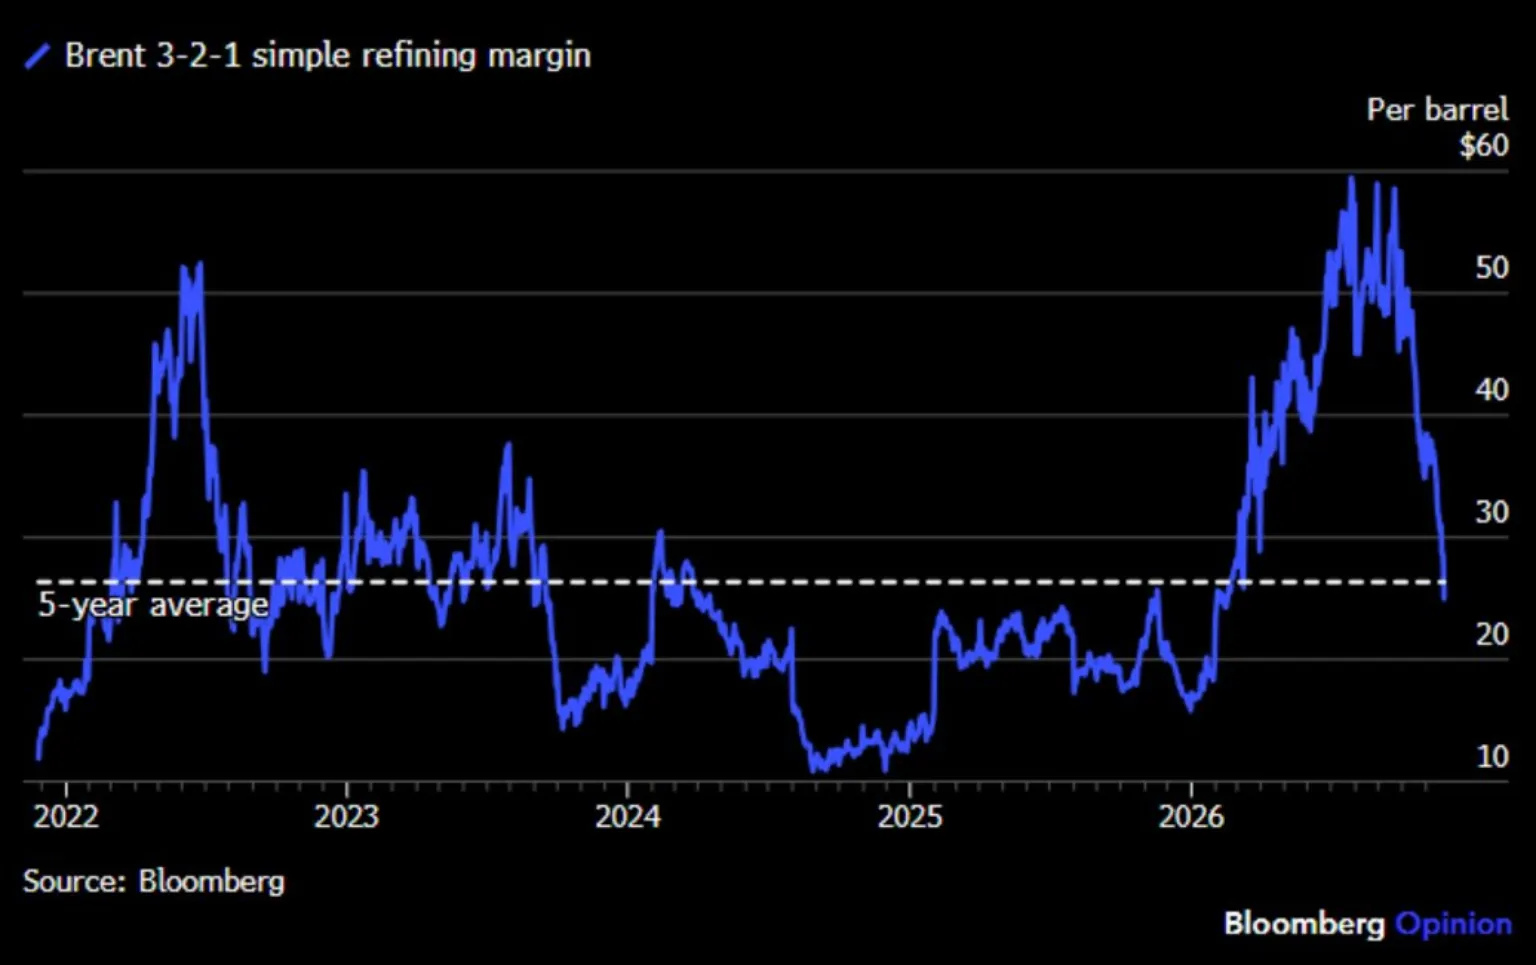 Brent 3-2-1 simple refining margin
Per barrel
$60
50
40
30
5-year average
20
10
2022 2023 2024 2025 2026
Source: Bloomberg
Bloomberg Opinion